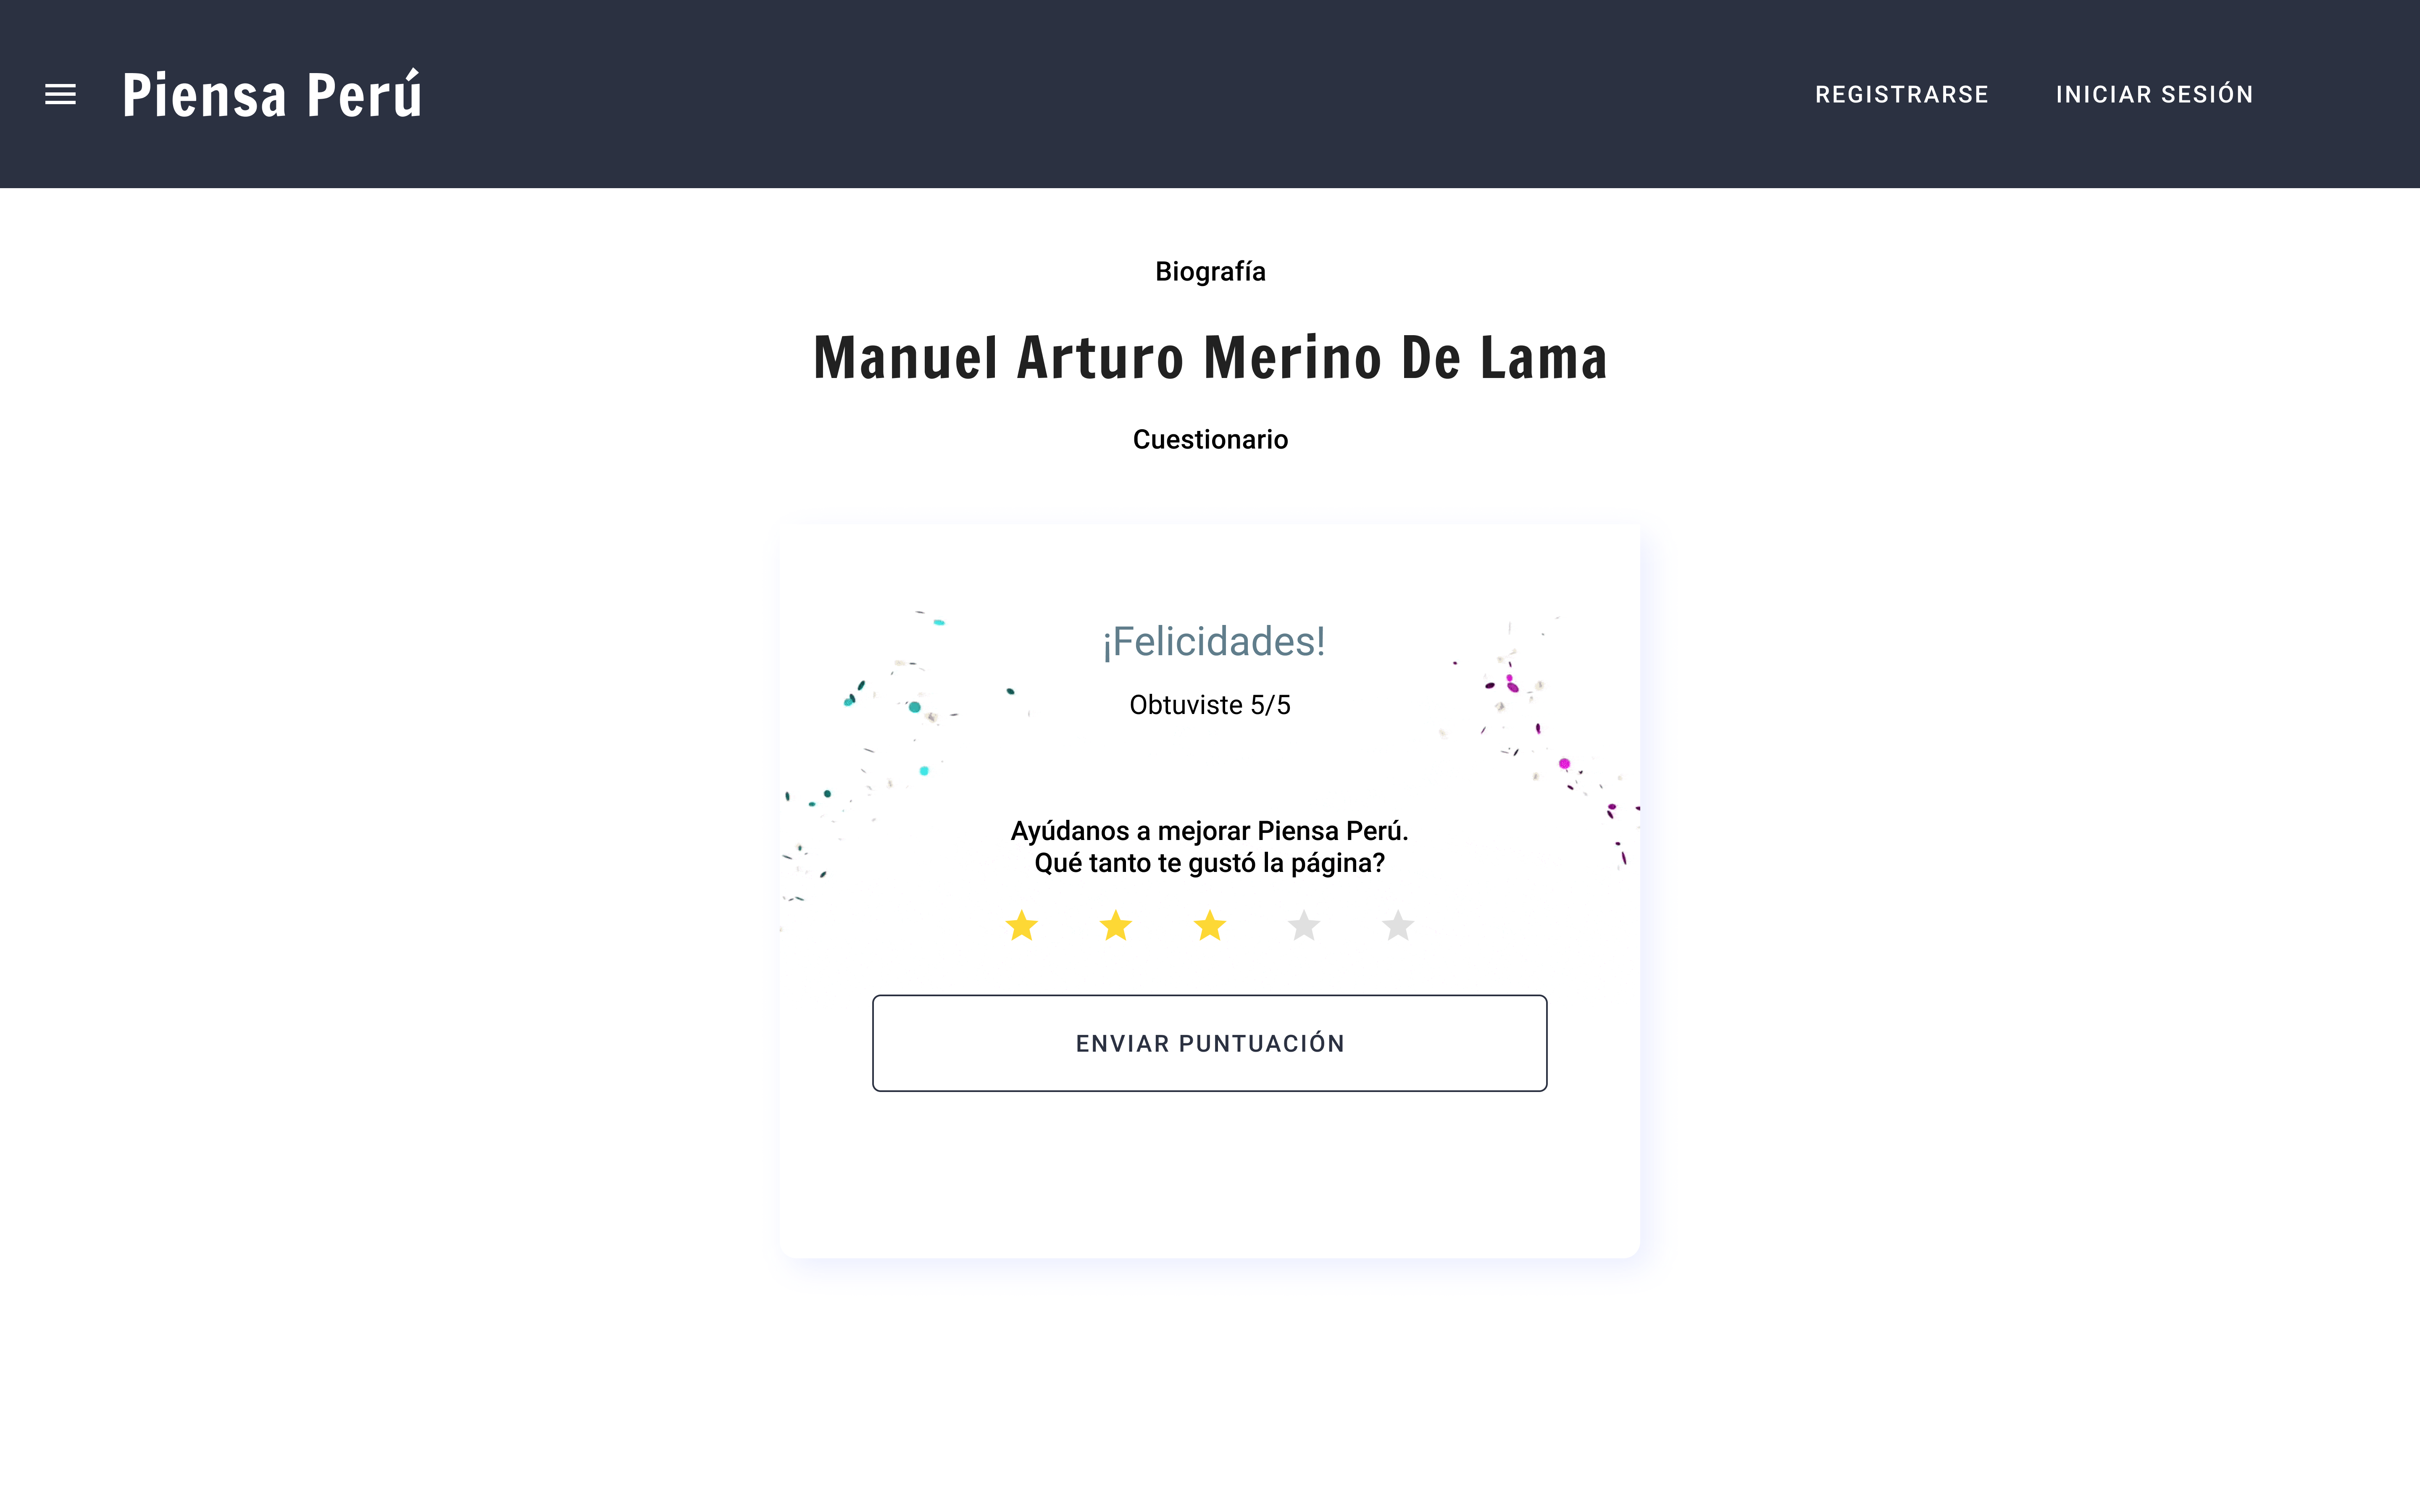 Piensa Perú
REGISTRARSE
INICIAR SESIÓN
Biografía
Manuel Arturo Merino De Lama
Cuestionario
¡Felicidades!
Obtuviste 5/5
Ayúdanos a mejorar Piensa Perú.
Qué tanto te gustó la página?
ENVIAR PUNTUACIÓN